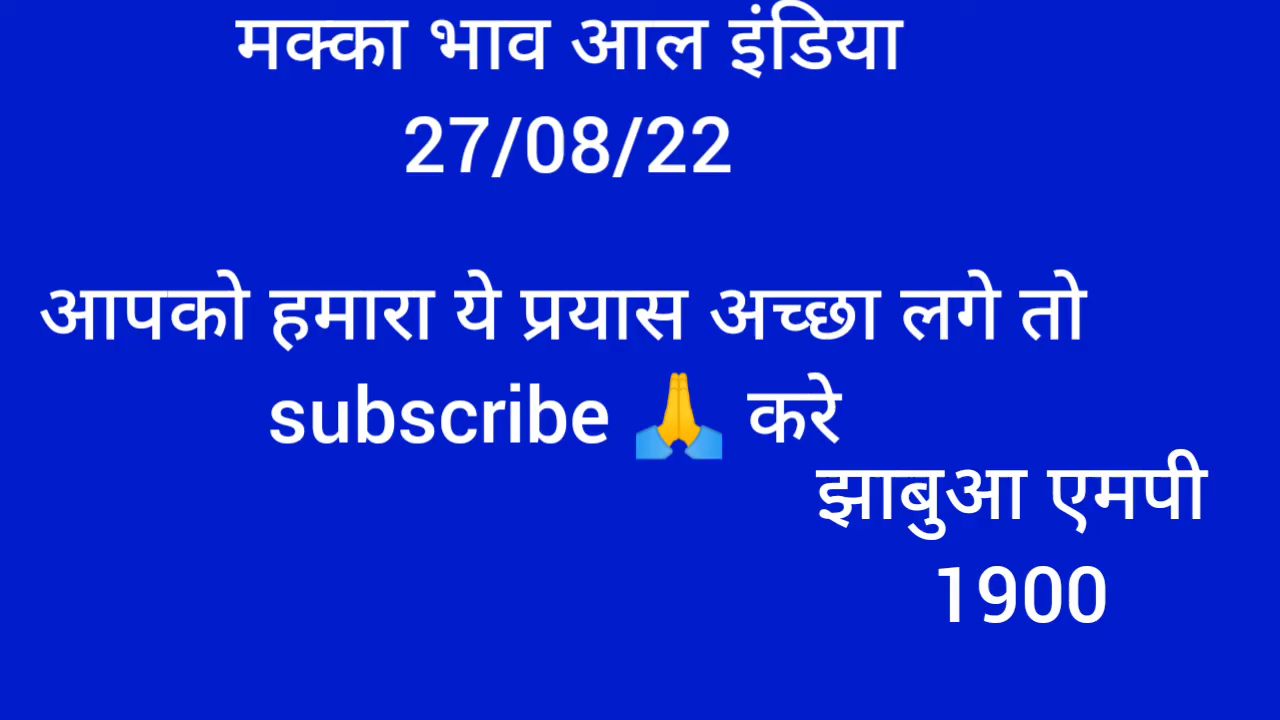 मक्का भाव आल इंडिया
27/08/22
आपको हमारा ये प्रयास अच्छा लगे तो
subscribe 🙏 करे
झाबुआ एमपी
1900